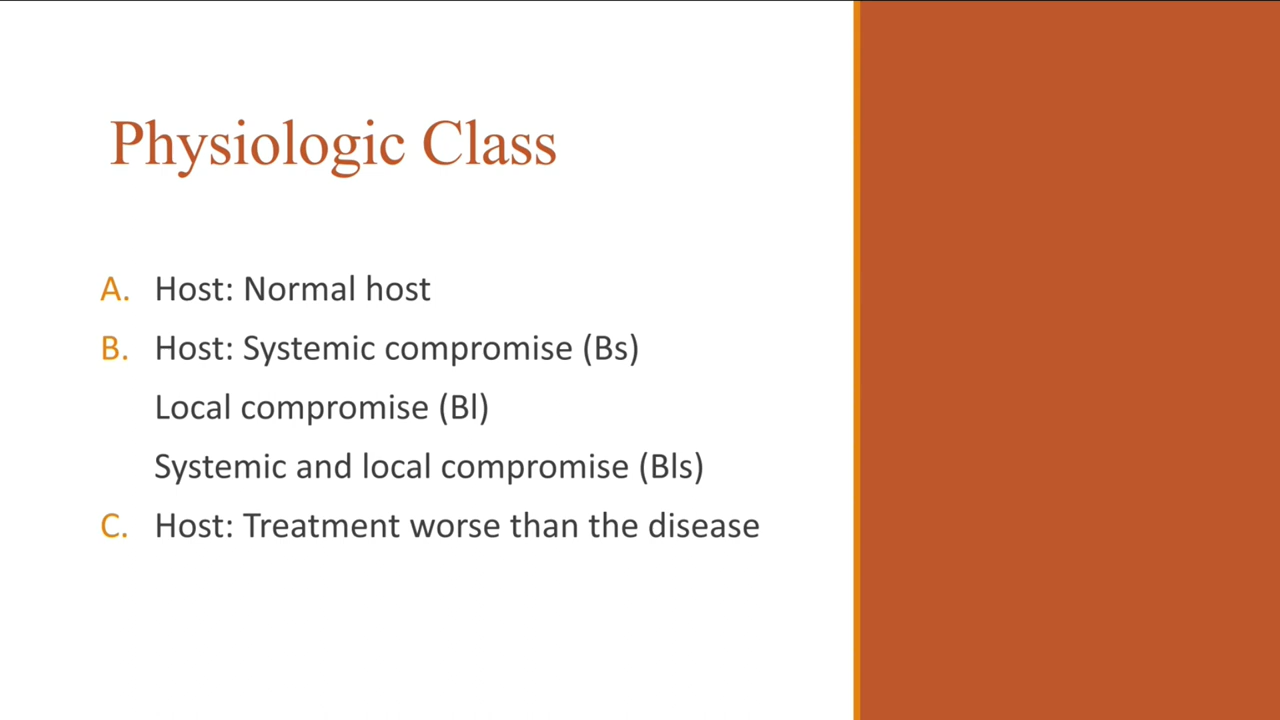 Physiologic Class
A. Host: Normal host
B. Host: Systemic compromise (Bs)
Local compromise (Bl)
Systemic and local compromise (Bls)
C. Host: Treatment worse than the disease